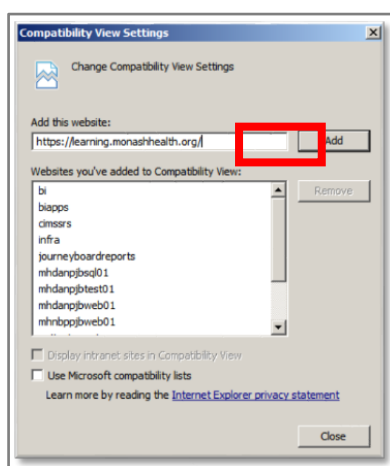 Compatibility View Settings
Change Compatibility View Settings
Add this website:
https://learning.monashhealth.org/
Add
Websites you've added to Compatibility View:
bi
Remove
biapps
cimssrs
infra
journeyboardreports
mhdanpjbsql01
mhdanpjbtest01
mhdanpjbweb01
mhnbppjbweb01
Display intranet sites in Compatibility View
Use Microsoft compatibility lists
Learn more by reading the Internet Explorer privacy statement
Close